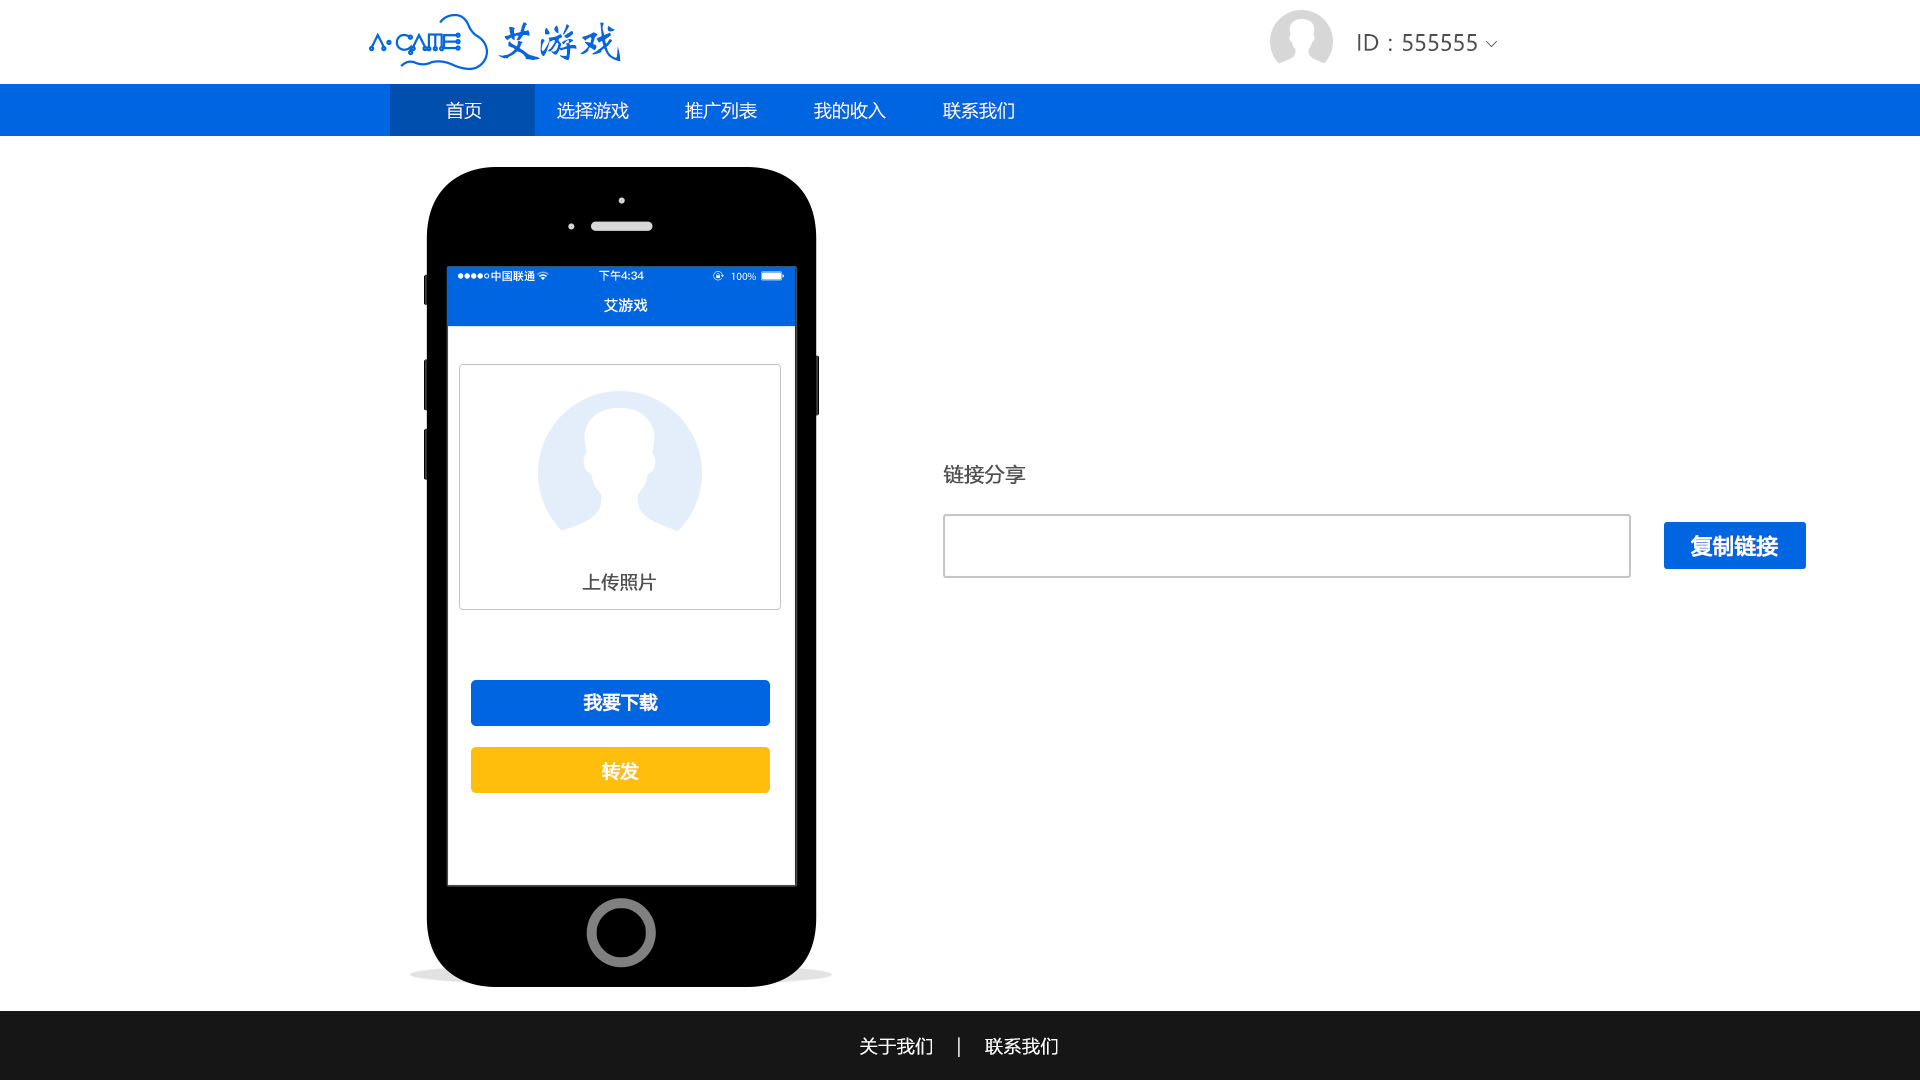 A·GAME 艾游戏
ID：555555
首页 选择游戏 推广列表 我的收入 联系我们
中国联通 下午4:34 100%
艾游戏
上传照片
我要下载
转发
链接分享
复制链接
关于我们 | 联系我们